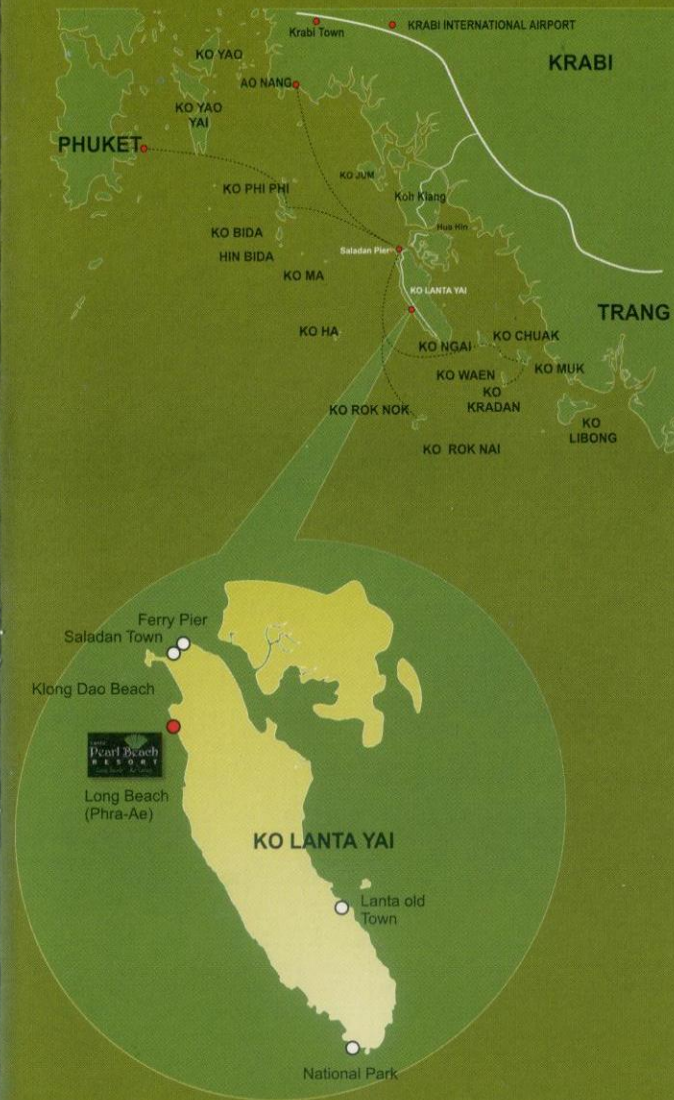 Krabi Town
KRABI INTERNATIONAL AIRPORT
KO YAO
KRABI
AO NANG
KO YAO
YAI
PHUKET
KO JUM
KO PHI PHI
Koh Klang
Hua Hin
KO BIDA
Saladan Pier
HIN BIDA
KO MA
KO LANTA YAI
TRANG
KO HA
KO CHUAK
KO NGAI
KO MUK
KO WAEN
KO
KRADAN
KO ROK NOK
KO
LIBONG
KO ROK NAI
Ferry Pier
Saladan Town
Klong Dao Beach
Pearl Beach
RESORT
Long Beach
(Phra-Ae)
KO LANTA YAI
Lanta old
Town
National Park